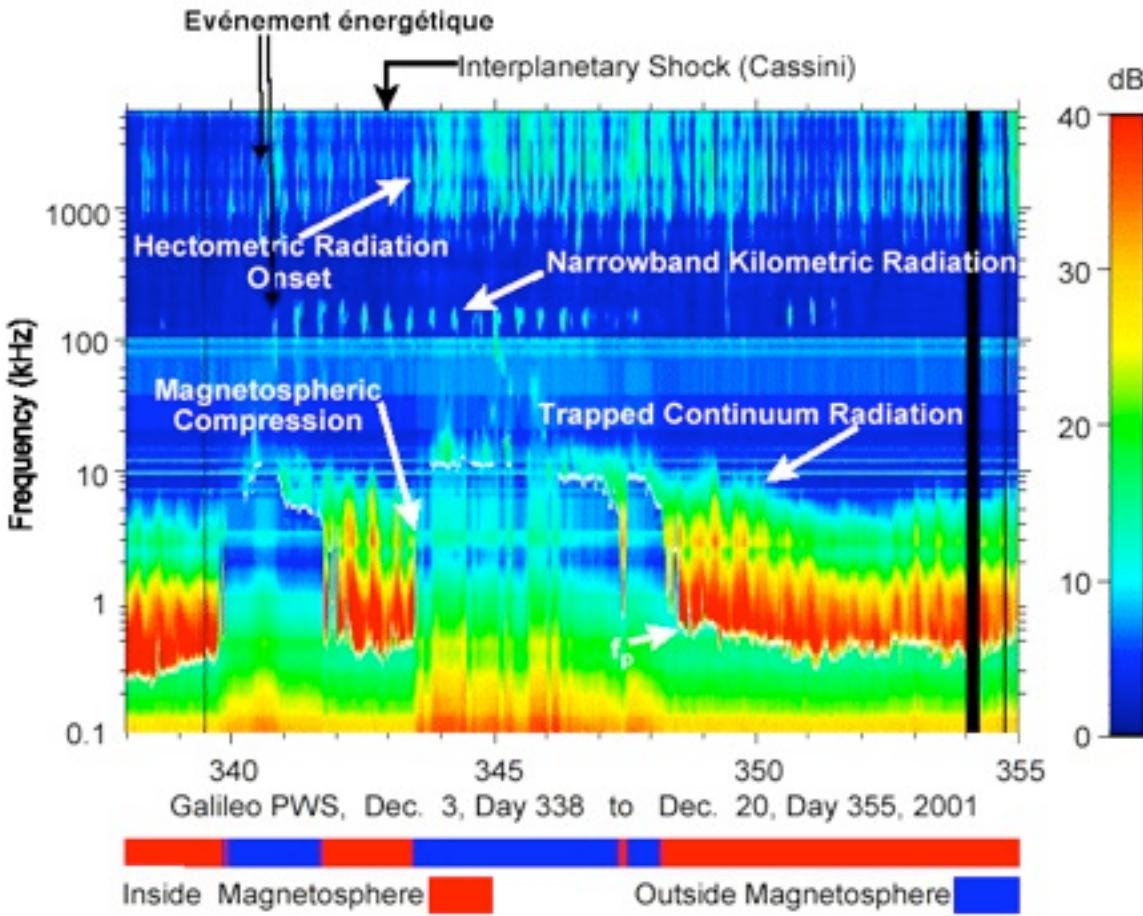 Evénement énergétique
Interplanetary Shock (Cassini)
dB
40
30
20
10
0
Frequency (kHz)
1000
100
10
1
0.1
Hectometric Radiation
Onset
Narrowband Kilometric Radiation
Magnetospheric
Compression
Trapped Continuum Radiation
fp
340
345
350
355
Galileo PWS, Dec. 3, Day 338 to Dec. 20, Day 355, 2001
Inside Magnetosphere
Outside Magnetosphere